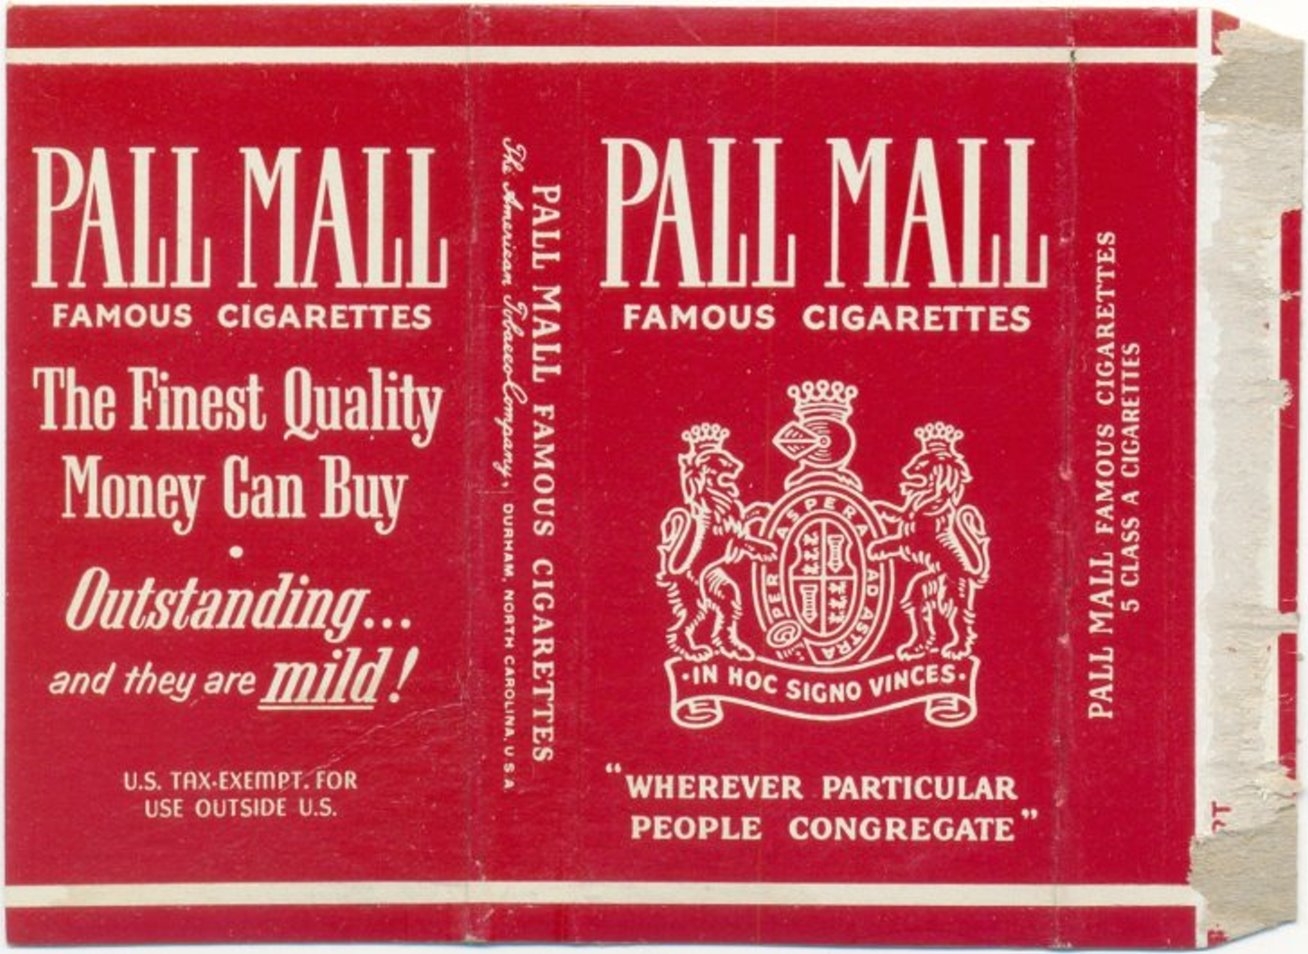 PALL MALL
FAMOUS CIGARETTES
The Finest Quality
Money Can Buy
•
Outstanding...
and they are mild!
U.S. TAX-EXEMPT. FOR
USE OUTSIDE U.S.
PALL MALL FAMOUS CIGARETTES
The American Tobacco Company, DURHAM, NORTH CAROLINA, U S A
PALL MALL
FAMOUS CIGARETTES
PER ASPERA AD ASTRA
·IN HOC SIGNO VINCES·
“WHEREVER PARTICULAR
PEOPLE CONGREGATE”
PALL MALL FAMOUS CIGARETTES
5 CLASS A CIGARETTES